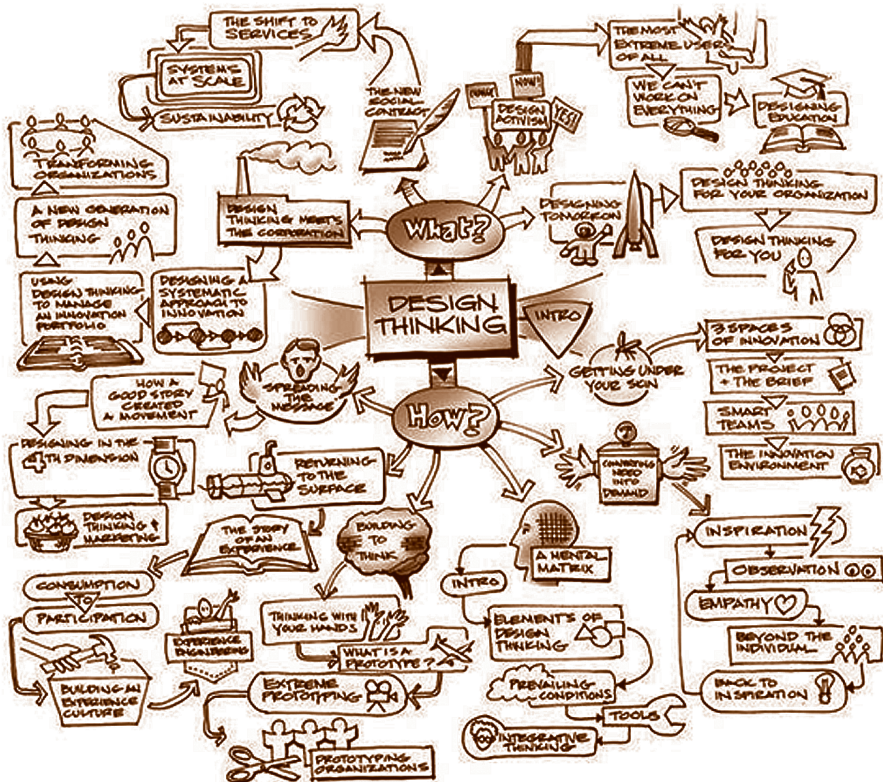 THE SHIFT TO
SERVICES
SYSTEMS
AT SCALE
SUSTAINABILITY
THE NEW
SOCIAL
CONTRACT
NOW!
YES!
DESIGN
ACTIVISM
THE MOST
EXTREME USERS
OF ALL
WE CAN'T
WORK ON
EVERYTHING
DESIGNING
EDUCATION
TRANSFORMING
ORGANIZATIONS
A NEW GENERATION
OF DESIGN
THINKING
USING
DESIGN THINKING
TO MANAGE
AN INNOVATION
PORTFOLIO
DESIGNING A
SYSTEMATIC
APPROACH TO
INNOVATION
DESIGN
THINKING MEETS
THE CORPORATION
What?
DESIGNING
TOMORROW
DESIGN THINKING
FOR YOUR ORGANIZATION
DESIGN THINKING
FOR YOU
DESIGN
THINKING
INTRO
How?
GETTING UNDER
YOUR SKIN
3 SPACES
OF INNOVATION
THE PROJECT
+ THE BRIEF
SMART
TEAMS
THE INNOVATION
ENVIRONMENT
SPREADING
THE
MESSAGE
HOW A
GOOD STORY
CREATED
A MOVEMENT
DESIGNING IN THE
4TH DIMENSION
DESIGN
THINKING +
MARKETING
RETURNING
TO THE
SURFACE
THE STORY
OF AN
EXPERIENCE
CONSUMPTION
TO
PARTICIPATION
BUILDING AN
EXPERIENCE
CULTURE
EXPERIENCE
ENGINEERING
BUILDING
TO
THINK
THINKING WITH
YOUR HANDS
WHAT IS A
PROTOTYPE?
EXTREME
PROTOTYPING
PROTOTYPING
ORGANIZATIONS
A MENTAL
MATRIX
INTRO
ELEMENTS OF
DESIGN
THINKING
PREVAILING
CONDITIONS
TOOLS
INTEGRATIVE
THINKING
CONVERTING
NEED
INTO
DEMAND
INSPIRATION
OBSERVATION
EMPATHY
BEYOND THE
INDIVIDUAL...
BACK TO
INSPIRATION